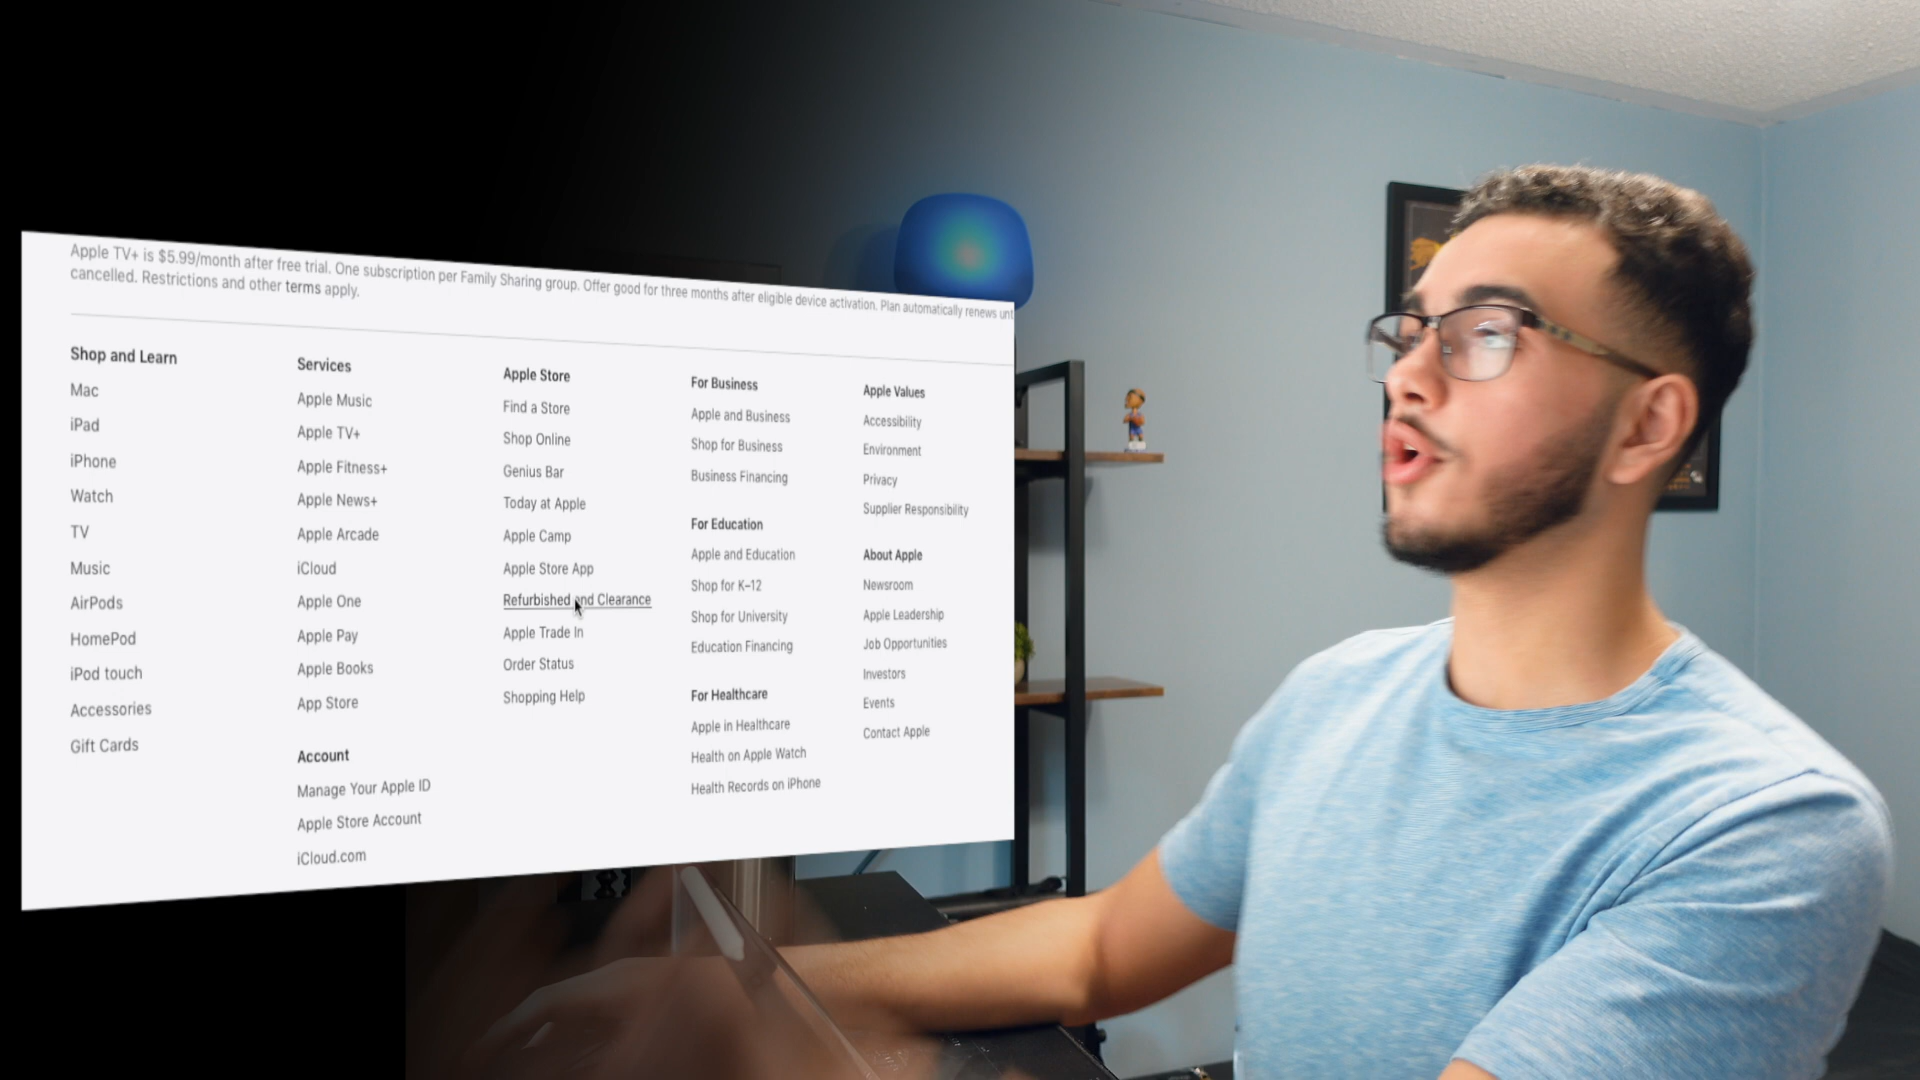 Apple TV+ is $5.99/month after free trial. One subscription per Family Sharing group. Offer good for three months after eligible device activation. Plan automatically renews unt
cancelled. Restrictions and other terms apply.
Shop and Learn
Mac
iPad
iPhone
Watch
TV
Music
AirPods
HomePod
iPod touch
Accessories
Gift Cards
Services
Apple Music
Apple TV+
Apple Fitness+
Apple News+
Apple Arcade
iCloud
Apple One
Apple Pay
Apple Books
App Store
Account
Manage Your Apple ID
Apple Store Account
iCloud.com
Apple Store
Find a Store
Shop Online
Genius Bar
Today at Apple
Apple Camp
Apple Store App
Refurbished and Clearance
Apple Trade In
Order Status
Shopping Help
For Business
Apple and Business
Shop for Business
Business Financing
For Education
Apple and Education
Shop for K–12
Shop for University
Education Financing
For Healthcare
Apple in Healthcare
Health on Apple Watch
Health Records on iPhone
Apple Values
Accessibility
Environment
Privacy
Supplier Responsibility
About Apple
Newsroom
Apple Leadership
Job Opportunities
Investors
Events
Contact Apple